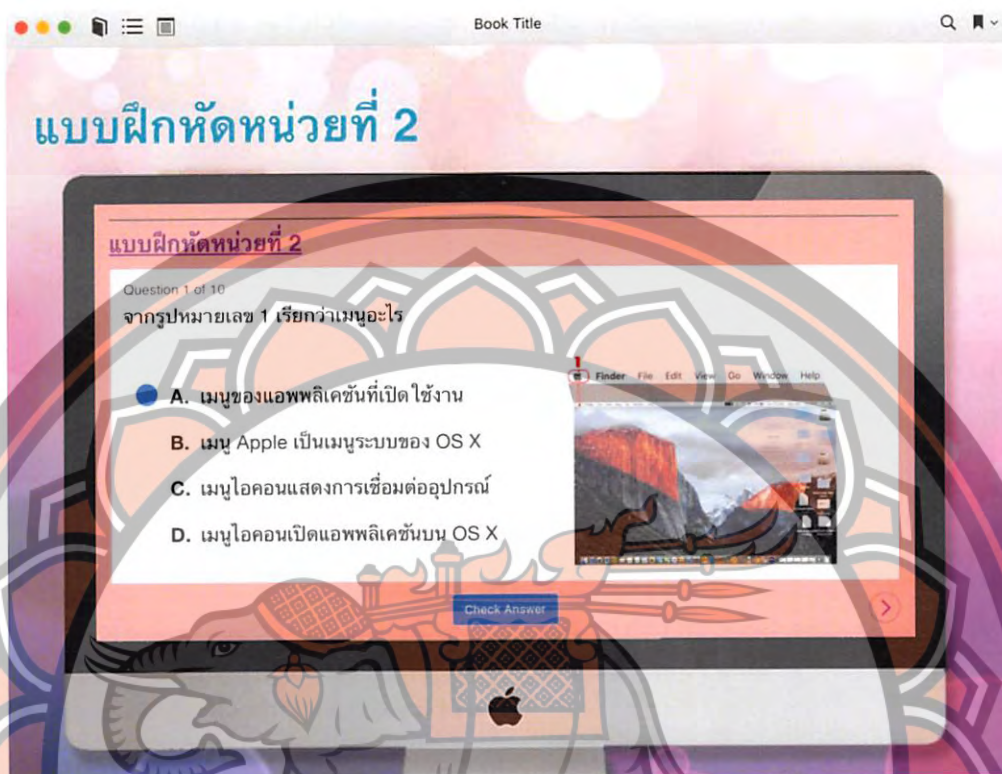 Book Title
แบบฝึกหัดหน่วยที่ 2
แบบฝึกหัดหน่วยที่ 2
Question 1 of 10
จากรูปหมายเลข 1 เรียกว่าเมนูอะไร
1
Finder File Edit View Go Window Help
A. เมนูของแอพพลิเคชันที่เปิดใช้งาน
B. เมนู Apple เป็นเมนูระบบของ OS X
C. เมนูไอคอนแสดงการเชื่อมต่ออุปกรณ์
D. เมนูไอคอนเปิดแอพพลิเคชันบน OS X
Check Answer